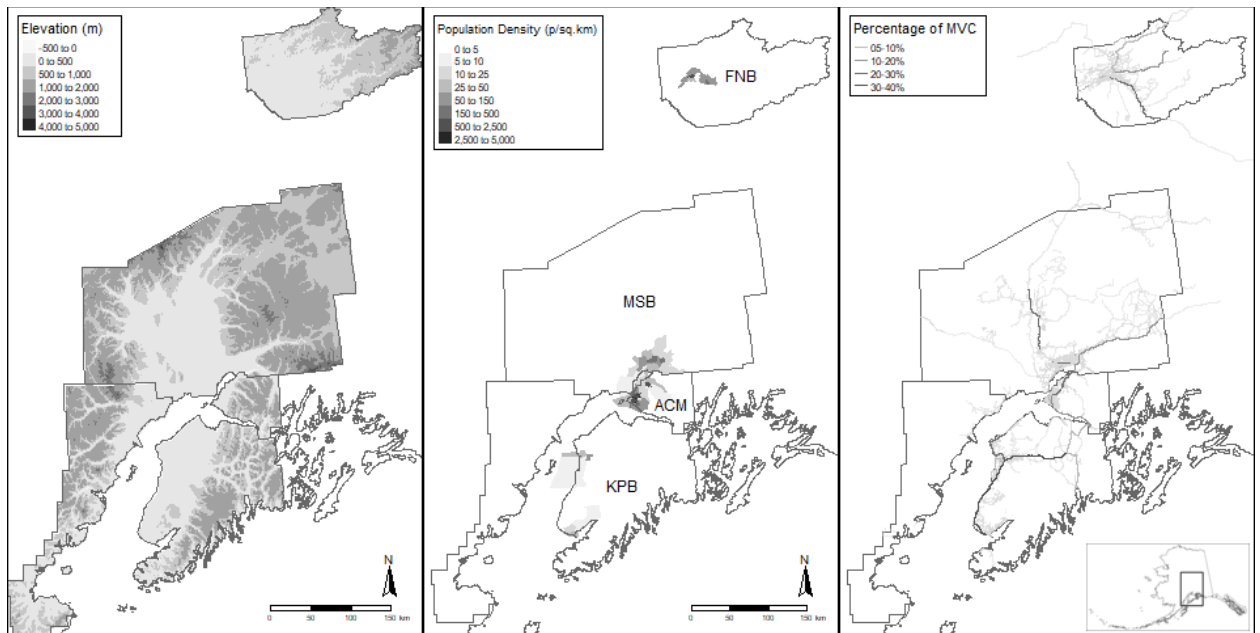 Elevation (m)
-500 to 0
0 to 500
500 to 1,000
1,000 to 2,000
2,000 to 3,000
3,000 to 4,000
4,000 to 5,000
N
0 50 100 150 km
Population Density (p/sq.km)
0 to 5
5 to 10
10 to 25
25 to 50
50 to 150
150 to 500
500 to 2,500
2,500 to 5,000
FNB
MSB
ACM
KPB
N
0 50 100 150 km
Percentage of MVC
05-10%
10-20%
20-30%
30-40%